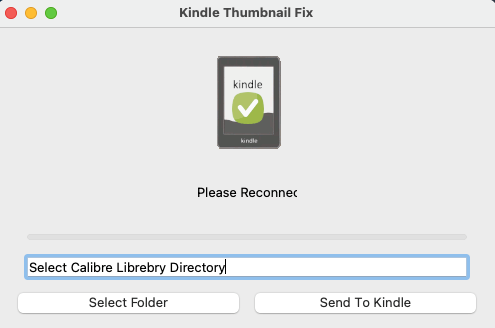 Kindle Thumbnail Fix
kindle
kindle
Please Reconnec
Select Calibre Librebry Directory
Select Folder
Send To Kindle